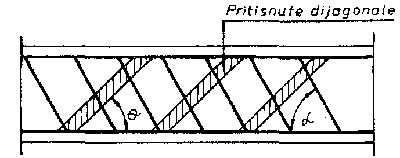 Pritisnute dijagonale
θ
α